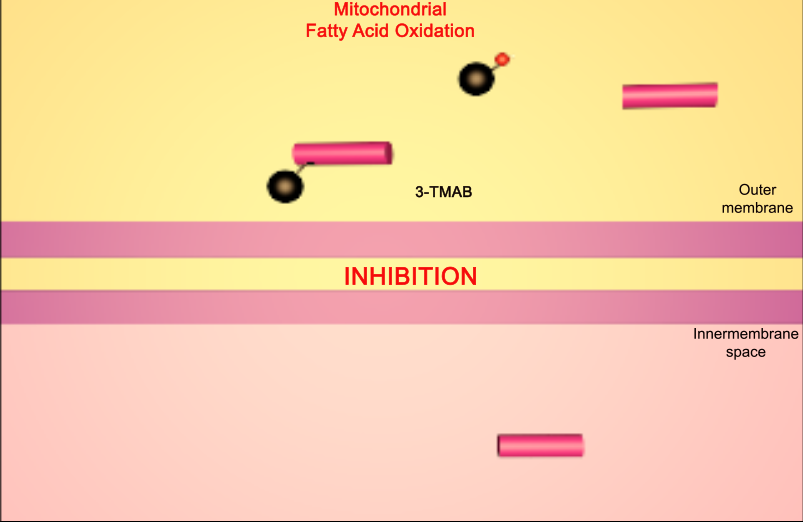 Mitochondrial
Fatty Acid Oxidation
3-TMAB
Outer
membrane
INHIBITION
Innermembrane
space